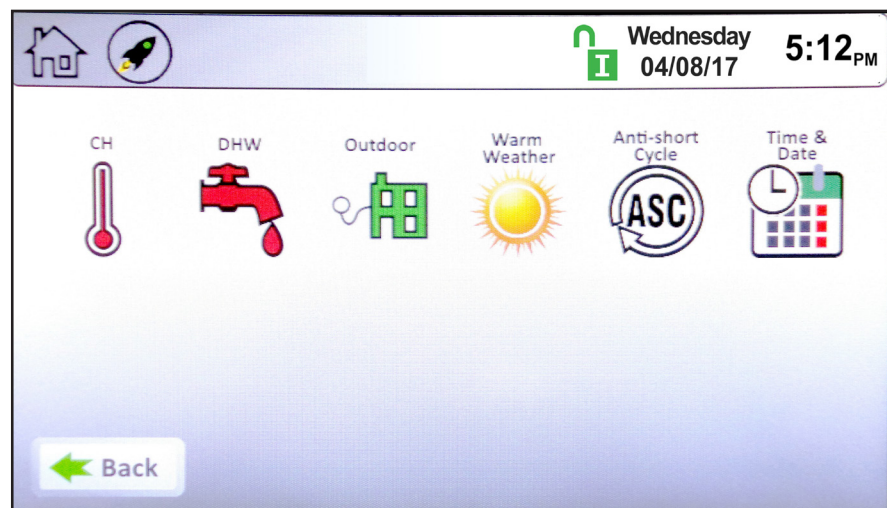 Wednesday
04/08/17
5:12PM
I
CH
DHW
Outdoor
Warm
Weather
Anti-short
Cycle
Time &
Date
ASC
Back